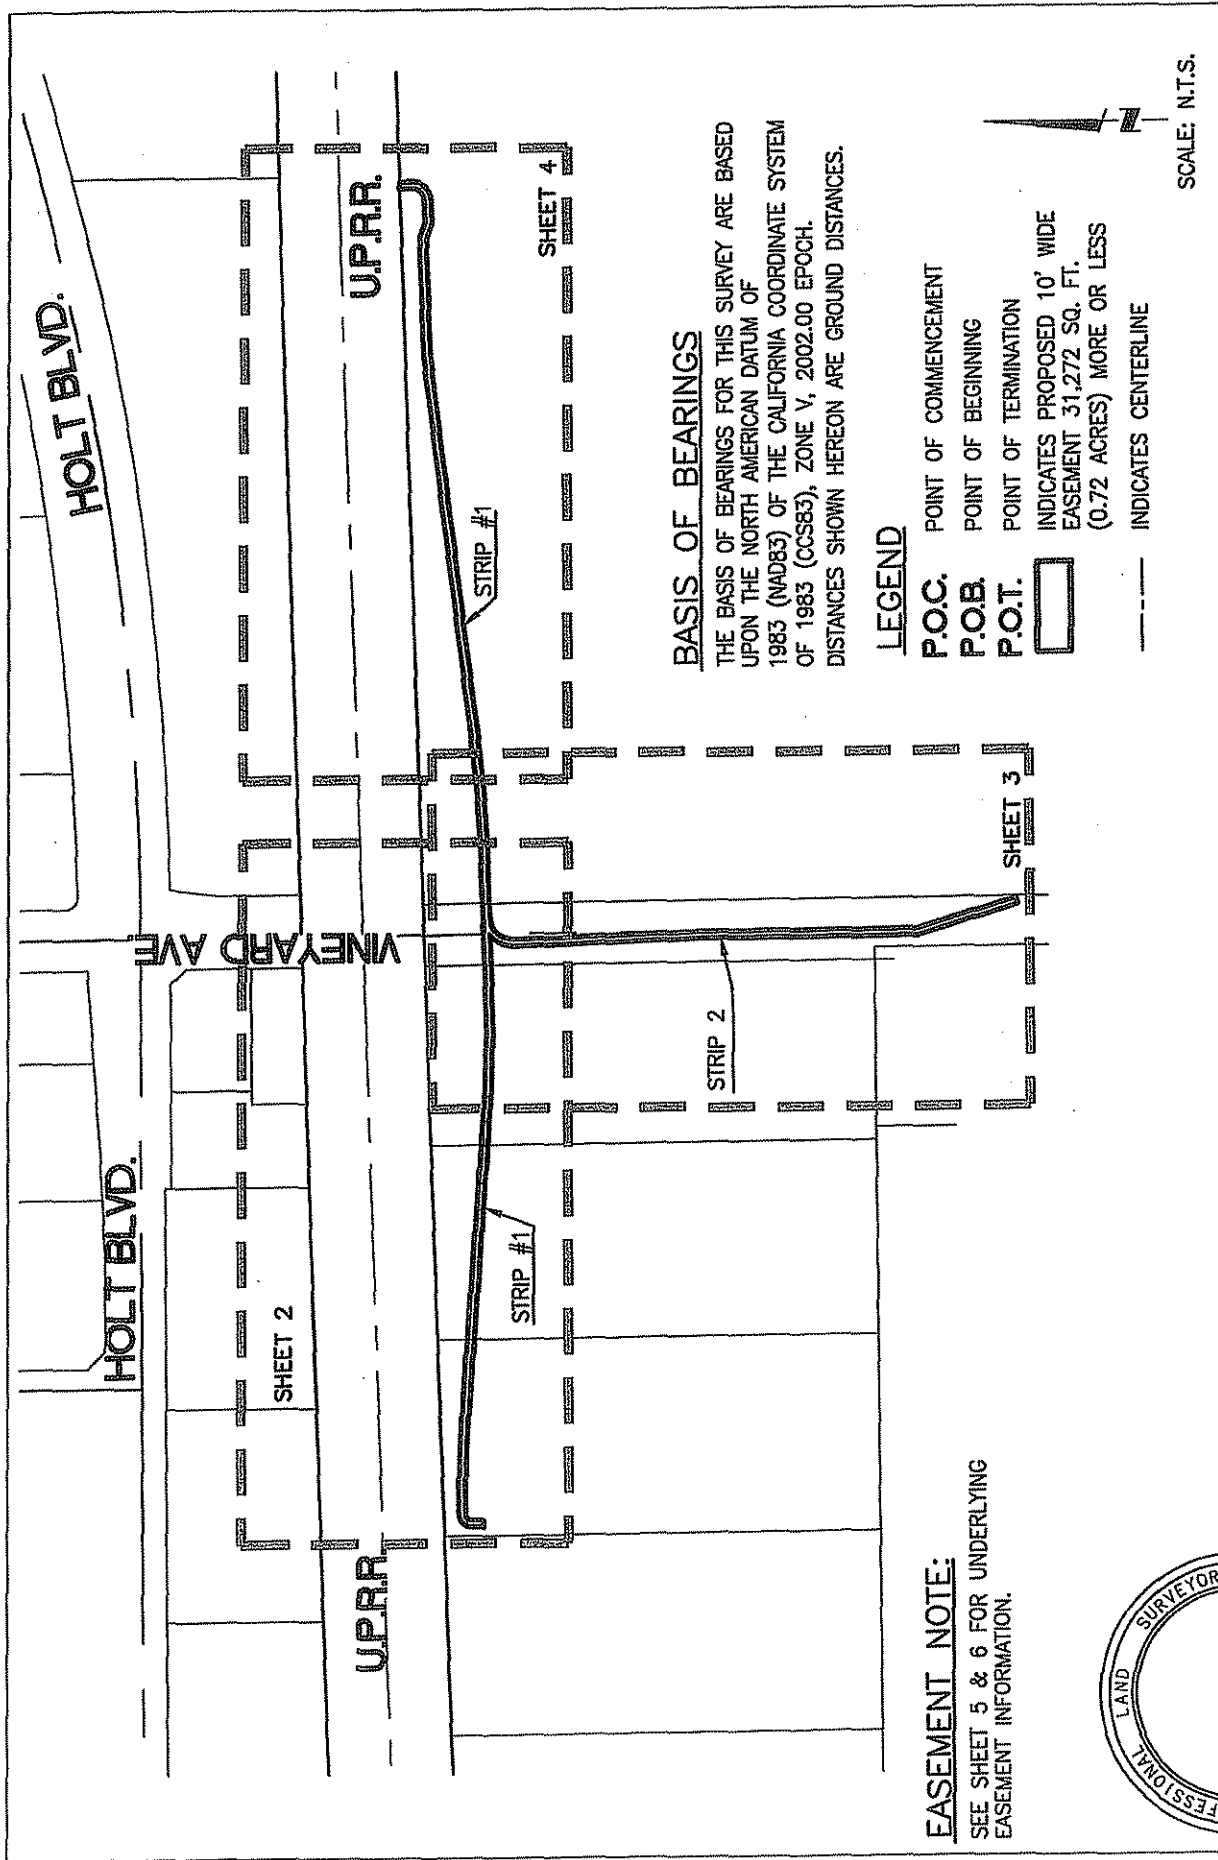 HOLT BLVD.
HOLT BLVD.
VINEYARD AVE
SHEET 2
U.P.R.R.
U.P.R.R.
SHEET 4
STRIP #1
STRIP #1
STRIP 2
SHEET 3
BASIS OF BEARINGS
THE BASIS OF BEARINGS FOR THIS SURVEY ARE BASED
UPON THE NORTH AMERICAN DATUM OF
1983 (NAD83) OF THE CALIFORNIA COORDINATE SYSTEM
OF 1983 (CCS83), ZONE V, 2002.00 EPOCH.
DISTANCES SHOWN HEREON ARE GROUND DISTANCES.
LEGEND
P.O.C. POINT OF COMMENCEMENT
P.O.B. POINT OF BEGINNING
P.O.T. POINT OF TERMINATION
INDICATES PROPOSED 10' WIDE
EASEMENT 31,272 SQ. FT.
(0.72 ACRES) MORE OR LESS
INDICATES CENTERLINE
Z
SCALE: N.T.S.
EASEMENT NOTE:
SEE SHEET 5 & 6 FOR UNDERLYING
EASEMENT INFORMATION.
FESSIONAL LAND SURVEYOR